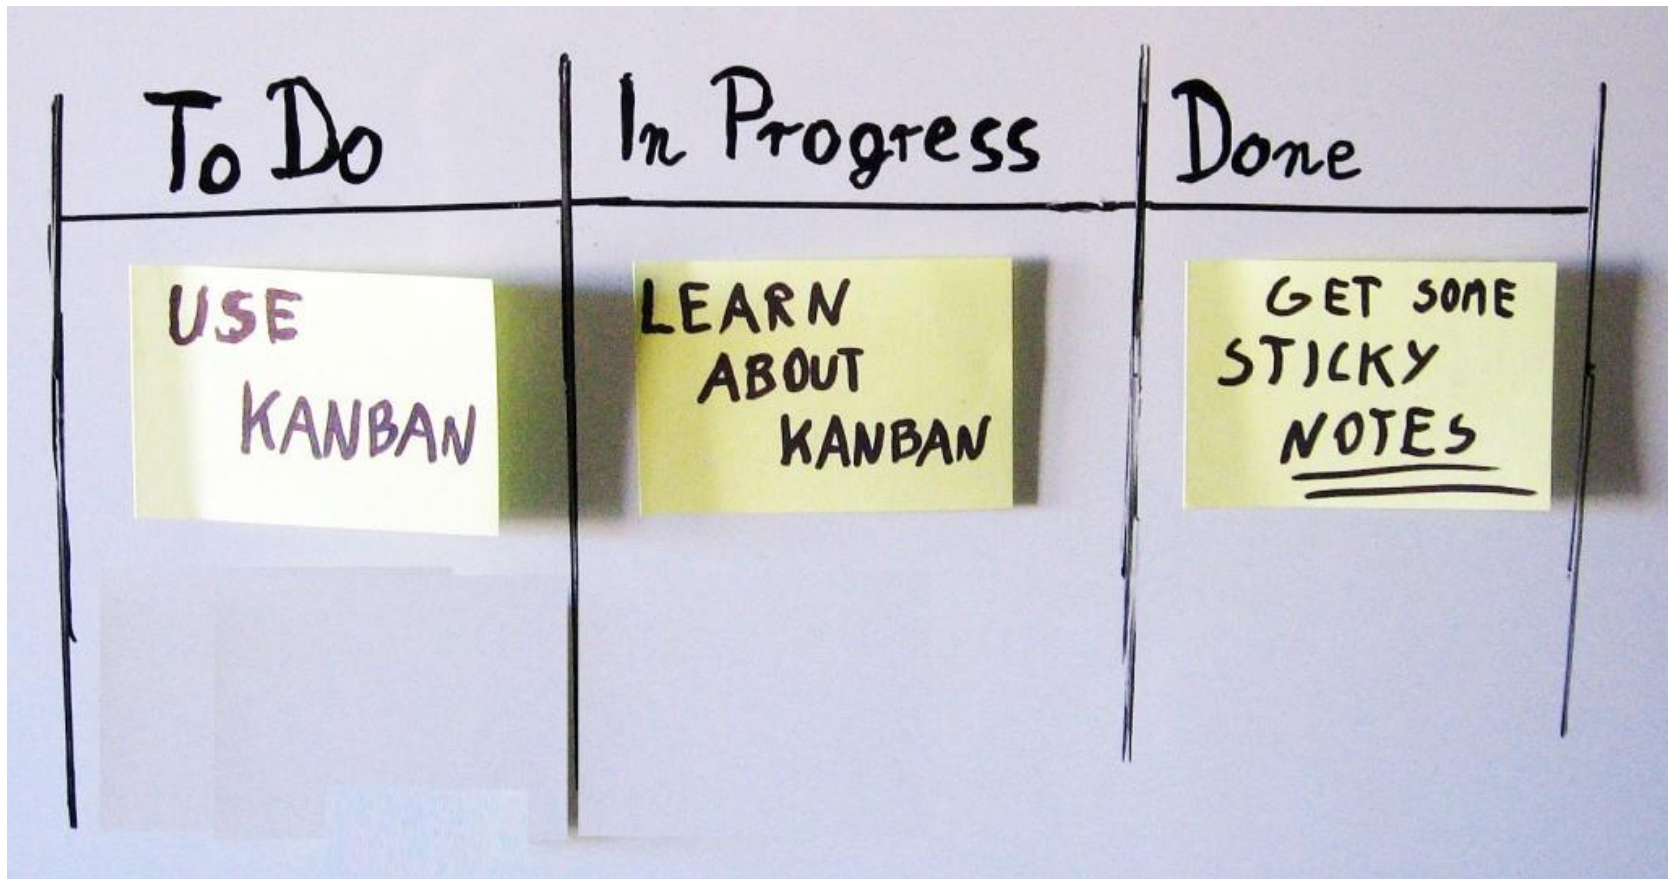 To Do
In Progress
Done
USE
KANBAN
LEARN
ABOUT
KANBAN
GET SOME
STICKY
NOTES